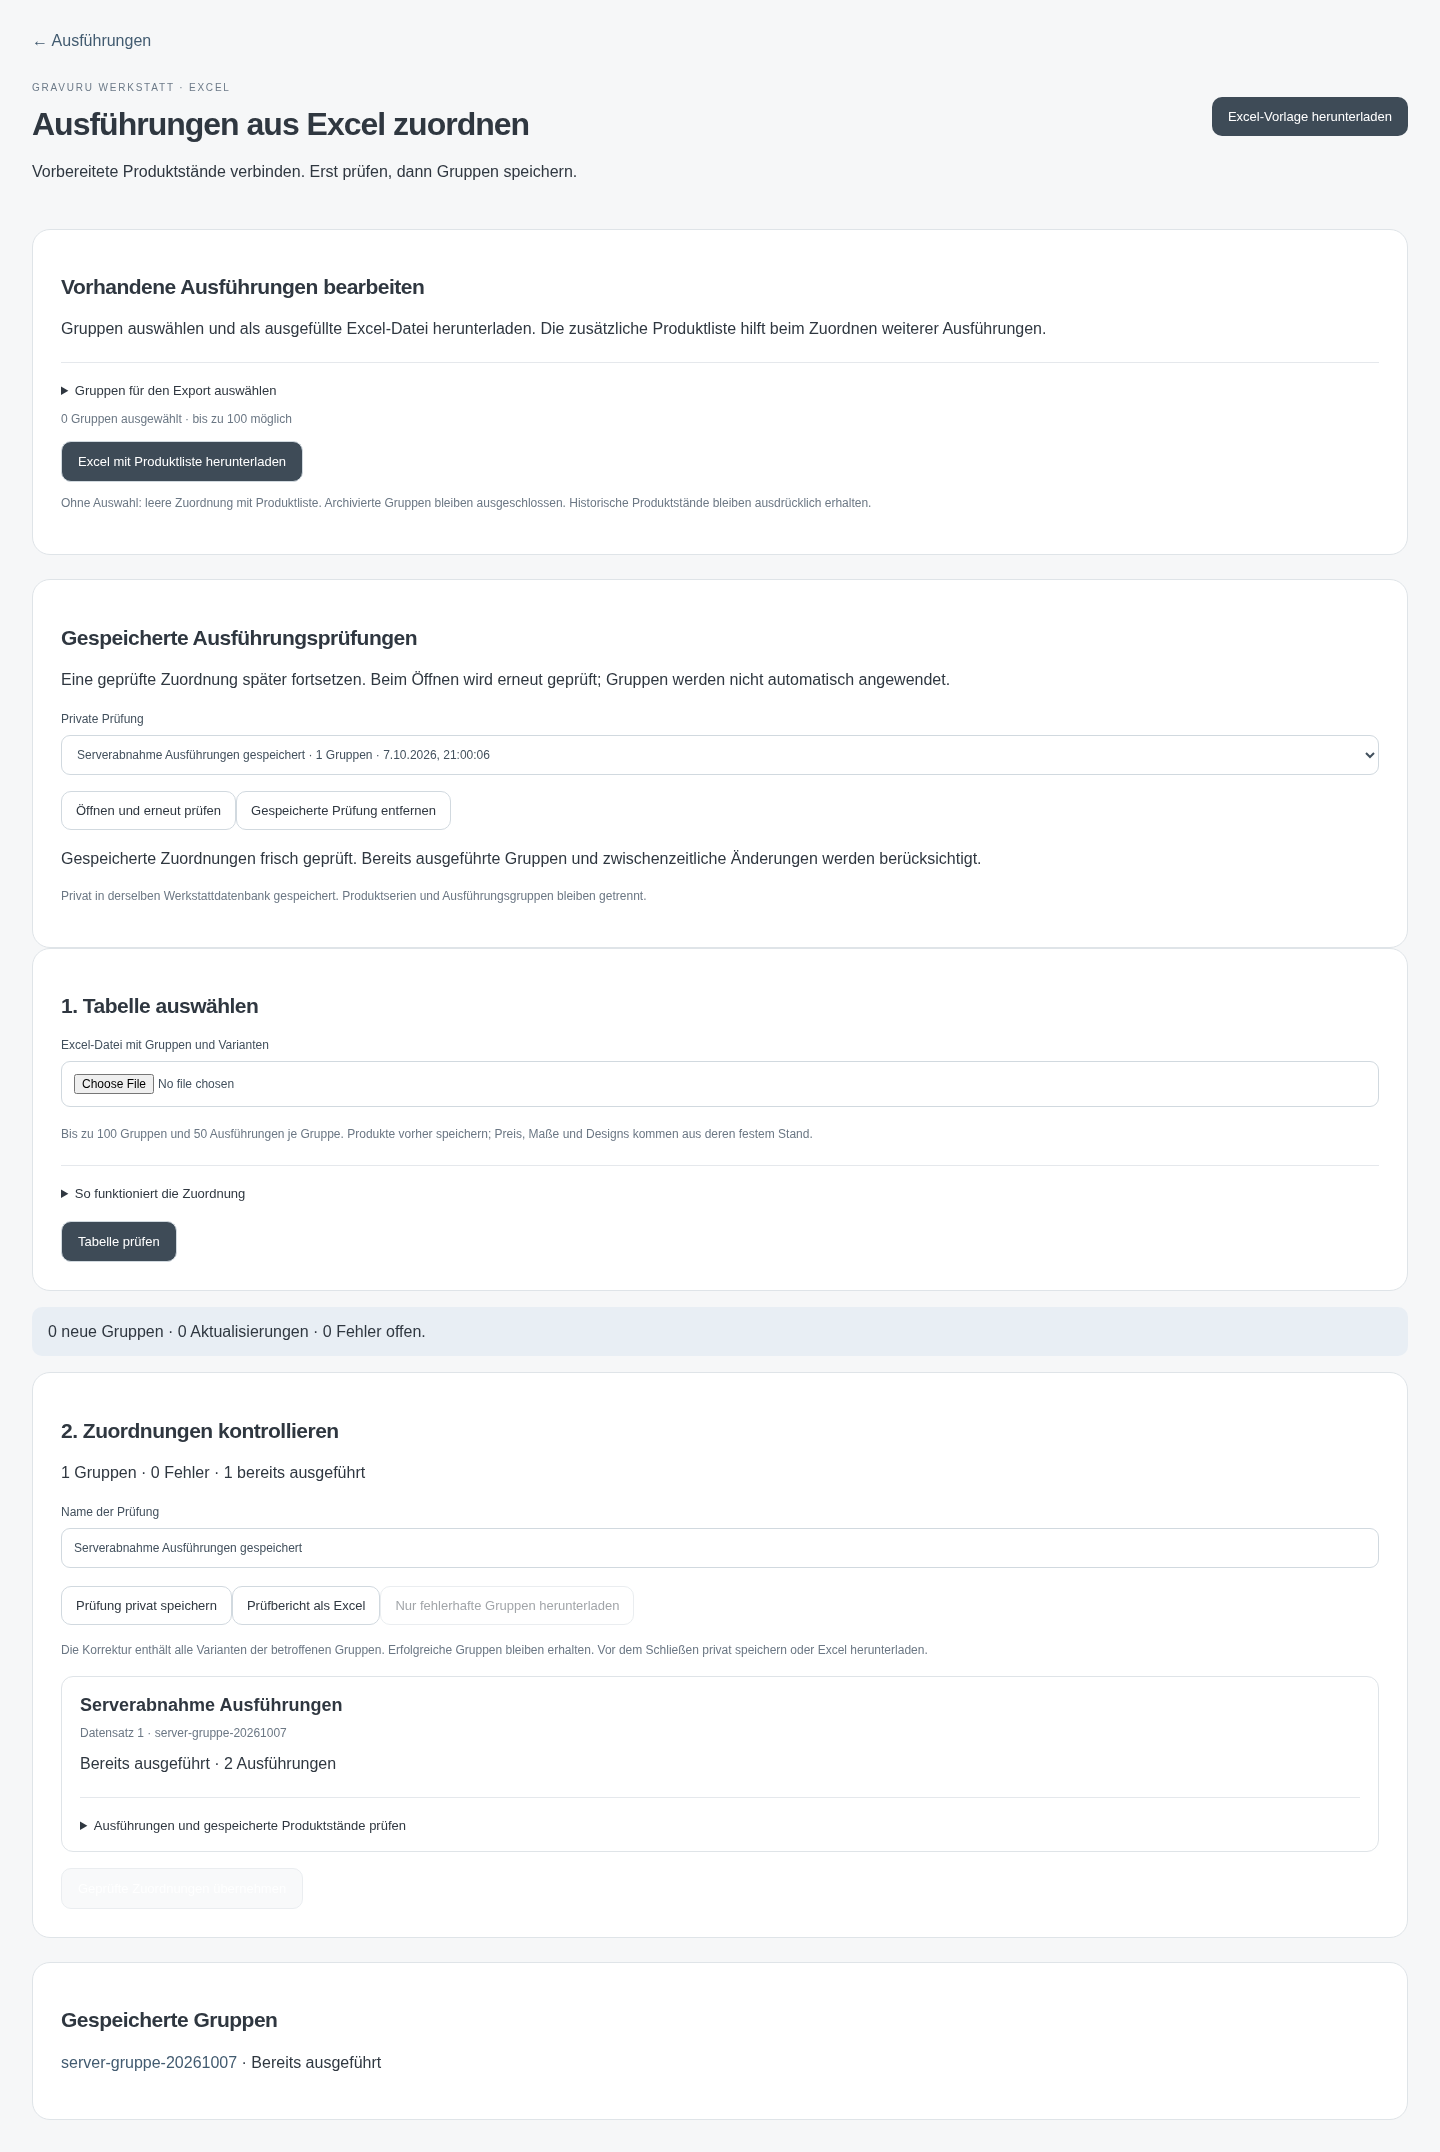 ← Ausführungen
GRAVURU WERKSTATT · EXCEL
Ausführungen aus Excel zuordnen
Excel-Vorlage herunterladen
Vorbereitete Produktstände verbinden. Erst prüfen, dann Gruppen speichern.
Vorhandene Ausführungen bearbeiten
Gruppen auswählen und als ausgefüllte Excel-Datei herunterladen. Die zusätzliche Produktliste hilft beim Zuordnen weiterer Ausführungen.
Gruppen für den Export auswählen
0 Gruppen ausgewählt · bis zu 100 möglich
Excel mit Produktliste herunterladen
Ohne Auswahl: leere Zuordnung mit Produktliste. Archivierte Gruppen bleiben ausgeschlossen. Historische Produktstände bleiben ausdrücklich erhalten.
Gespeicherte Ausführungsprüfungen
Eine geprüfte Zuordnung später fortsetzen. Beim Öffnen wird erneut geprüft; Gruppen werden nicht automatisch angewendet.
Private Prüfung
Serverabnahme Ausführungen gespeichert · 1 Gruppen · 7.10.2026, 21:00:06
Öffnen und erneut prüfen Gespeicherte Prüfung entfernen
Gespeicherte Zuordnungen frisch geprüft. Bereits ausgeführte Gruppen und zwischenzeitliche Änderungen werden berücksichtigt.
Privat in derselben Werkstattdatenbank gespeichert. Produktserien und Ausführungsgruppen bleiben getrennt.
1. Tabelle auswählen
Excel-Datei mit Gruppen und Varianten
Choose File No file chosen
Bis zu 100 Gruppen und 50 Ausführungen je Gruppe. Produkte vorher speichern; Preis, Maße und Designs kommen aus deren festem Stand.
So funktioniert die Zuordnung
Tabelle prüfen
0 neue Gruppen · 0 Aktualisierungen · 0 Fehler offen.
2. Zuordnungen kontrollieren
1 Gruppen · 0 Fehler · 1 bereits ausgeführt
Name der Prüfung
Serverabnahme Ausführungen gespeichert
Prüfung privat speichern Prüfbericht als Excel Nur fehlerhafte Gruppen herunterladen
Die Korrektur enthält alle Varianten der betroffenen Gruppen. Erfolgreiche Gruppen bleiben erhalten. Vor dem Schließen privat speichern oder Excel herunterladen.
Serverabnahme Ausführungen
Datensatz 1 · server-gruppe-20261007
Bereits ausgeführt · 2 Ausführungen
Ausführungen und gespeicherte Produktstände prüfen
Gespeicherte Gruppen
server-gruppe-20261007 · Bereits ausgeführt